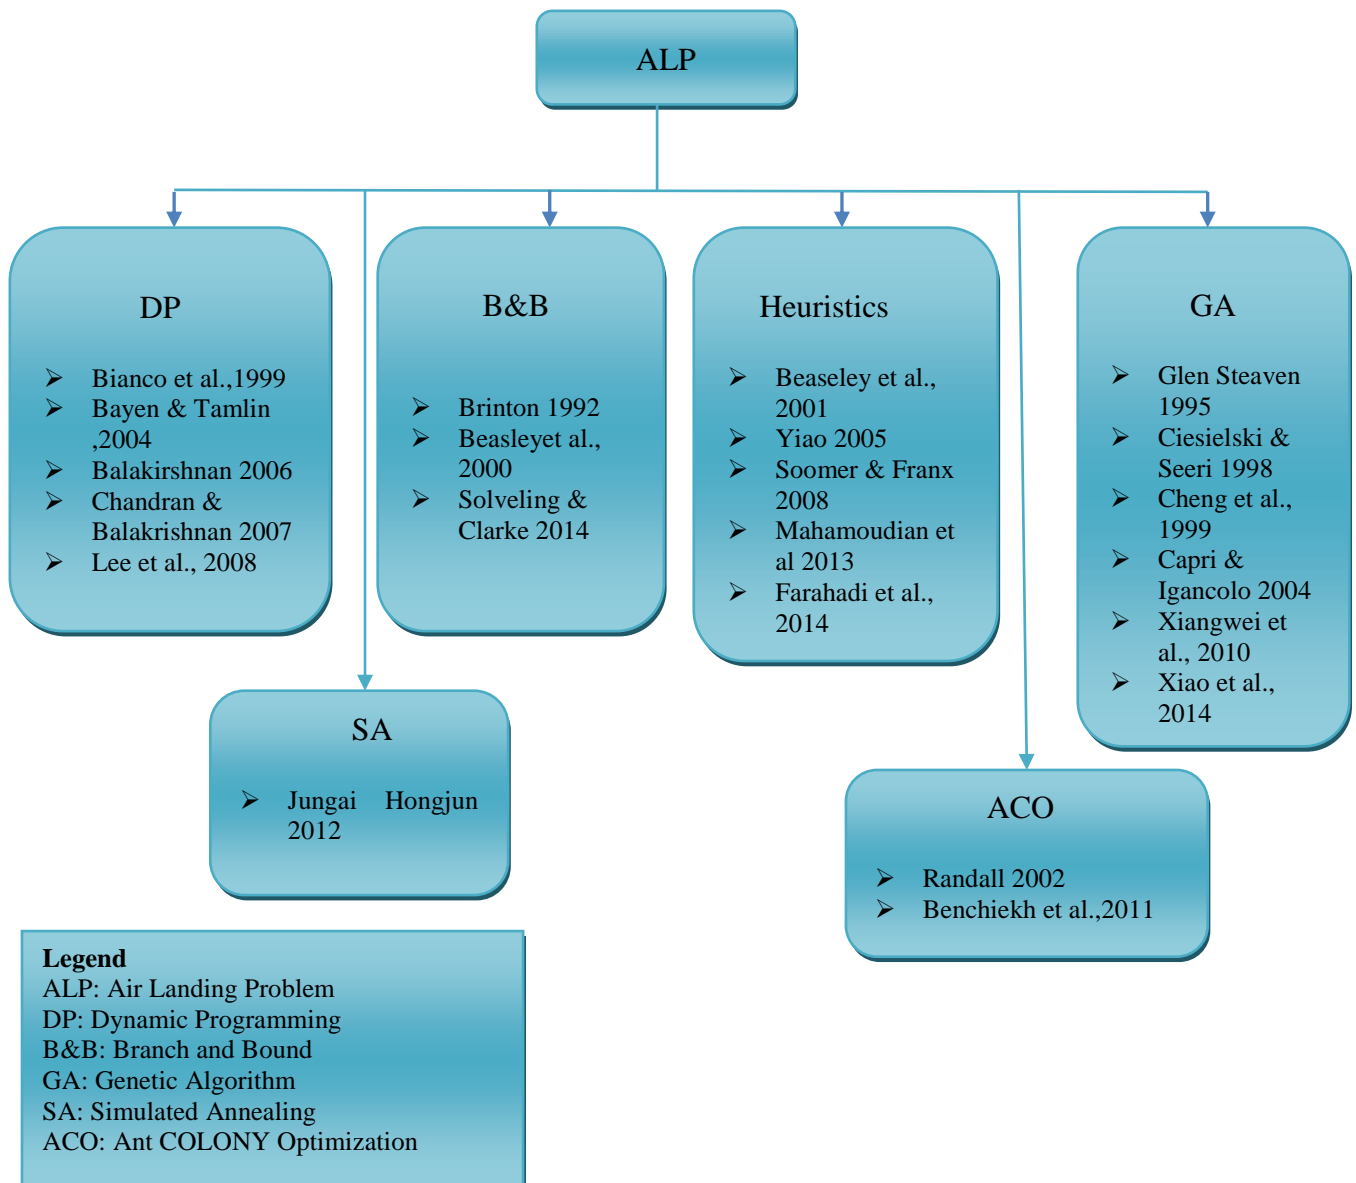 ALP
DP
➢ Bianco et al.,1999
➢ Bayen & Tamlin
,2004
➢ Balakirshnan 2006
➢ Chandran &
Balakrishnan 2007
➢ Lee et al., 2008
B&B
➢ Brinton 1992
➢ Beasleyet al.,
2000
➢ Solveling &
Clarke 2014
Heuristics
➢ Beaseley et al.,
2001
➢ Yiao 2005
➢ Soomer & Franx
2008
➢ Mahamoudian et
al 2013
➢ Farahadi et al.,
2014
GA
➢ Glen Steaven
1995
➢ Ciesielski &
Seeri 1998
➢ Cheng et al.,
1999
➢ Capri &
Igancolo 2004
➢ Xiangwei et
al., 2010
➢ Xiao et al.,
2014
SA
➢ Jungai Hongjun
2012
ACO
➢ Randall 2002
➢ Benchiekh et al.,2011
Legend
ALP: Air Landing Problem
DP: Dynamic Programming
B&B: Branch and Bound
GA: Genetic Algorithm
SA: Simulated Annealing
ACO: Ant COLONY Optimization